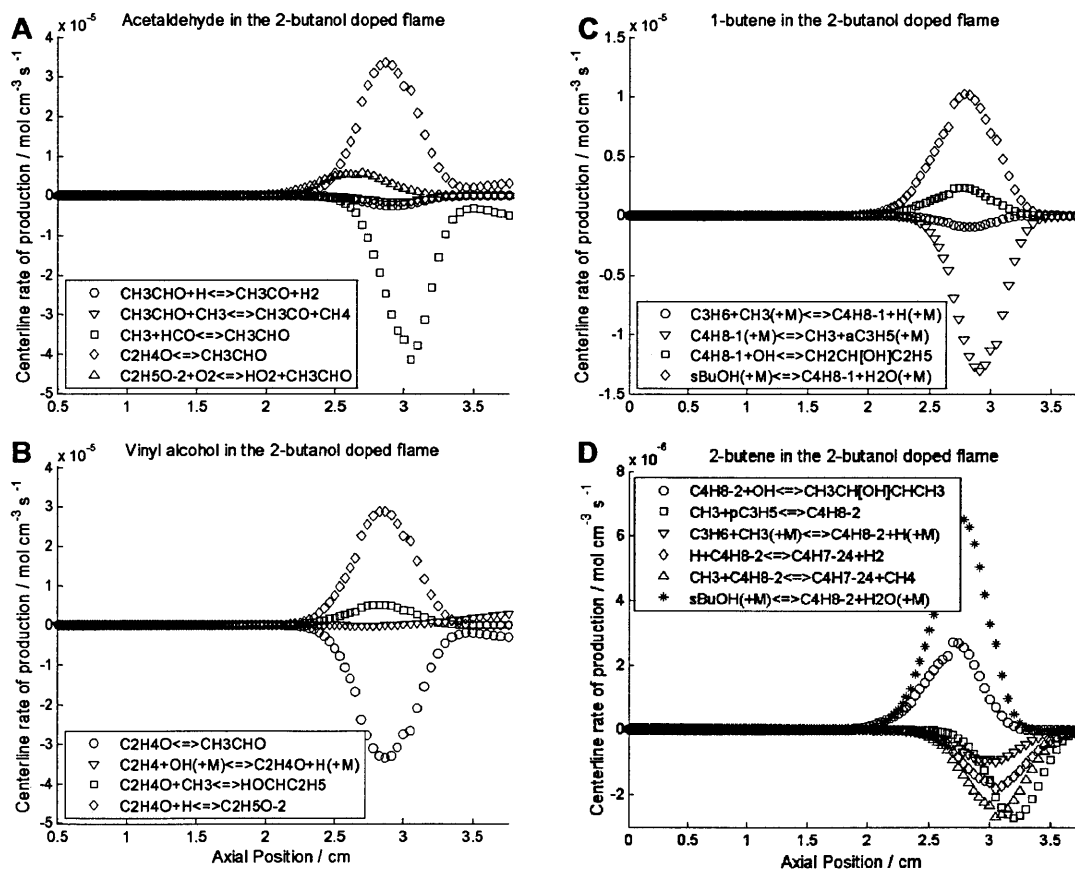 A
Acetaldehyde in the 2-butanol doped flame
x 10⁻⁵
4
3
2
1
0
-1
-2
-3
-4
-5
Centerline rate of production / mol cm⁻³ s⁻¹
CH3CHO+H<=>CH3CO+H2
CH3CHO+CH3<=>CH3CO+CH4
CH3+HCO<=>CH3CHO
C2H4O<=>CH3CHO
C2H5O-2+O2<=>HO2+CH3CHO
0.5 1 1.5 2 2.5 3 3.5
B
Vinyl alcohol in the 2-butanol doped flame
x 10⁻⁵
4
3
2
1
0
-1
-2
-3
-4
-5
Centerline rate of production / mol cm⁻³ s⁻¹
C2H4O<=>CH3CHO
C2H4+OH(+M)<=>C2H4O+H(+M)
C2H4O+CH3<=>HOCHC2H5
C2H4O+H<=>C2H5O-2
0.5 1 1.5 2 2.5 3 3.5
Axial Position / cm
C
1-butene in the 2-butanol doped flame
x 10⁻⁵
1.5
1
0.5
0
-0.5
-1
-1.5
Centerline rate of production / mol cm⁻³ s⁻¹
C3H6+CH3(+M)<=>C4H8-1+H(+M)
C4H8-1(+M)<=>CH3+aC3H5(+M)
C4H8-1+OH<=>CH2CH[OH]C2H5
sBuOH(+M)<=>C4H8-1+H2O(+M)
0 0.5 1 1.5 2 2.5 3 3.5
D
2-butene in the 2-butanol doped flame
x 10⁻⁶
8
6
4
2
0
-2
Centerline rate of production / mol cm⁻³ s⁻¹
C4H8-2+OH<=>CH3CH[OH]CHCH3
CH3+pC3H5<=>C4H8-2
C3H6+CH3(+M)<=>C4H8-2+H(+M)
H+C4H8-2<=>C4H7-24+H2
CH3+C4H8-2<=>C4H7-24+CH4
sBuOH(+M)<=>C4H8-2+H2O(+M)
0 0.5 1 1.5 2 2.5 3 3.5
Axial Position / cm